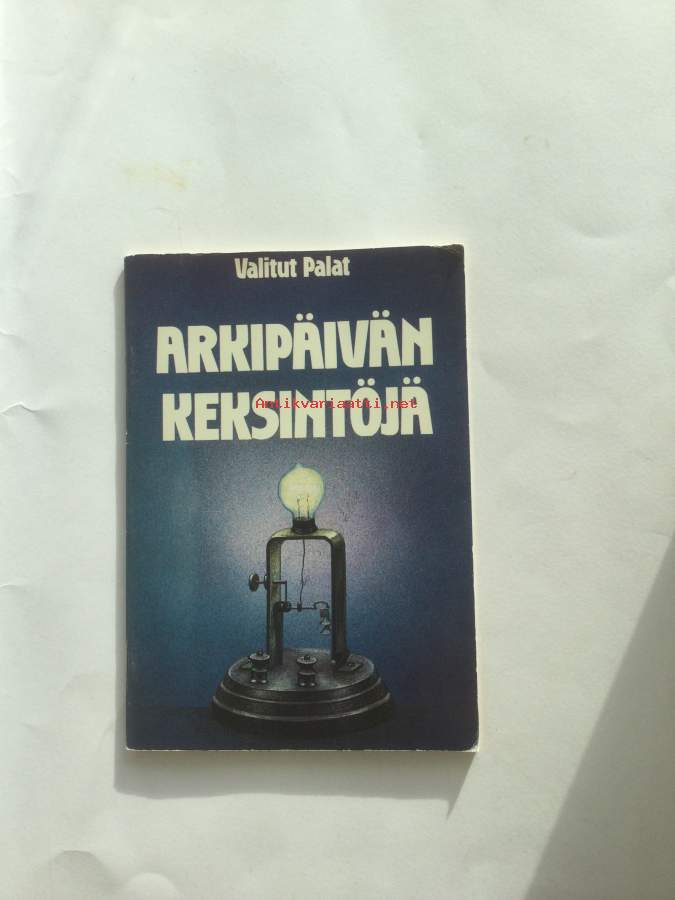 Valitut Palat
ARKIPÄIVÄN
Antikvariaatti.net
KEKSINTÖJÄ